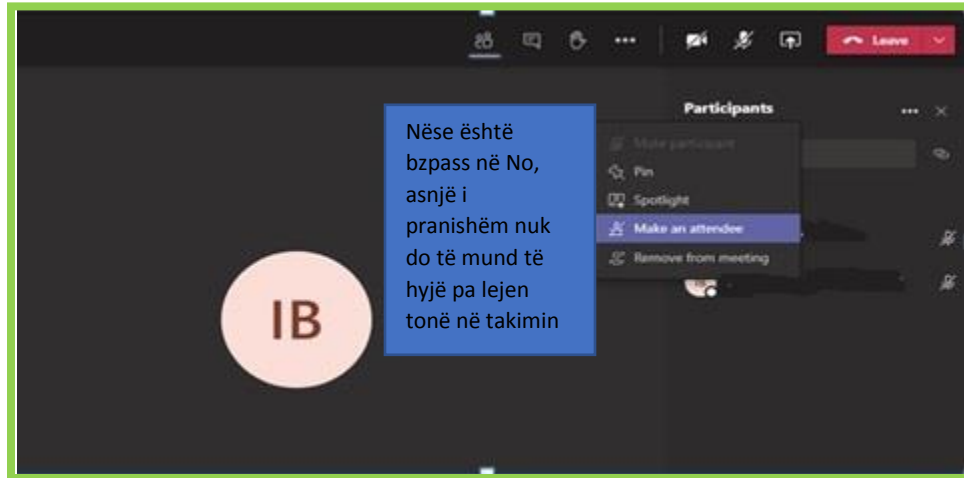 Leave
Participants
Nëse është
bzpass në No,
asnjë i
pranishëm nuk
do të mund të
hyjë pa lejen
tonë në takimin
Make participant
Pin
Spotlight
Make an attendee
Remove from meeting
IB